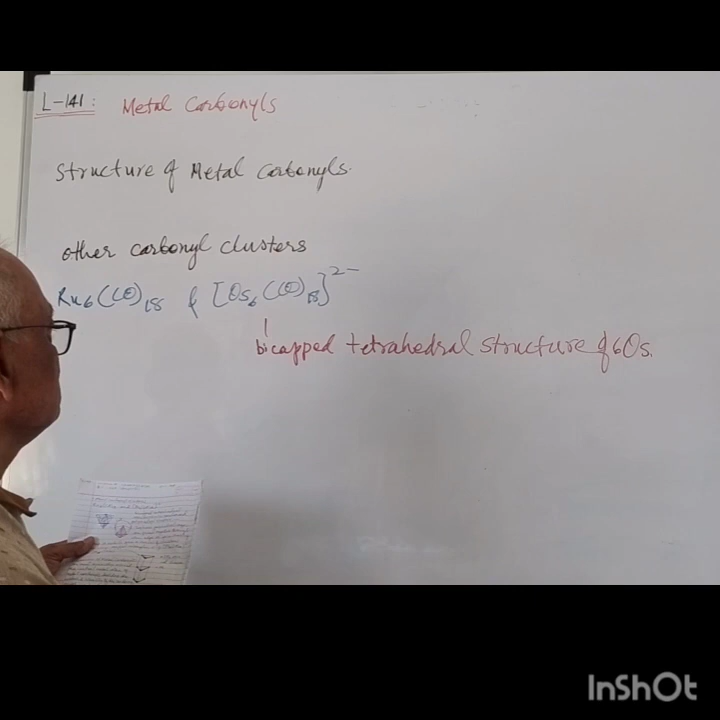 L-141: Metal Carbonyls
Structure of Metal Carbonyls.
other carbonyl clusters
Ru6(CO)18 & [Os6(CO)18]2-
bicapped tetrahedral structure of 6Os.
InShOt